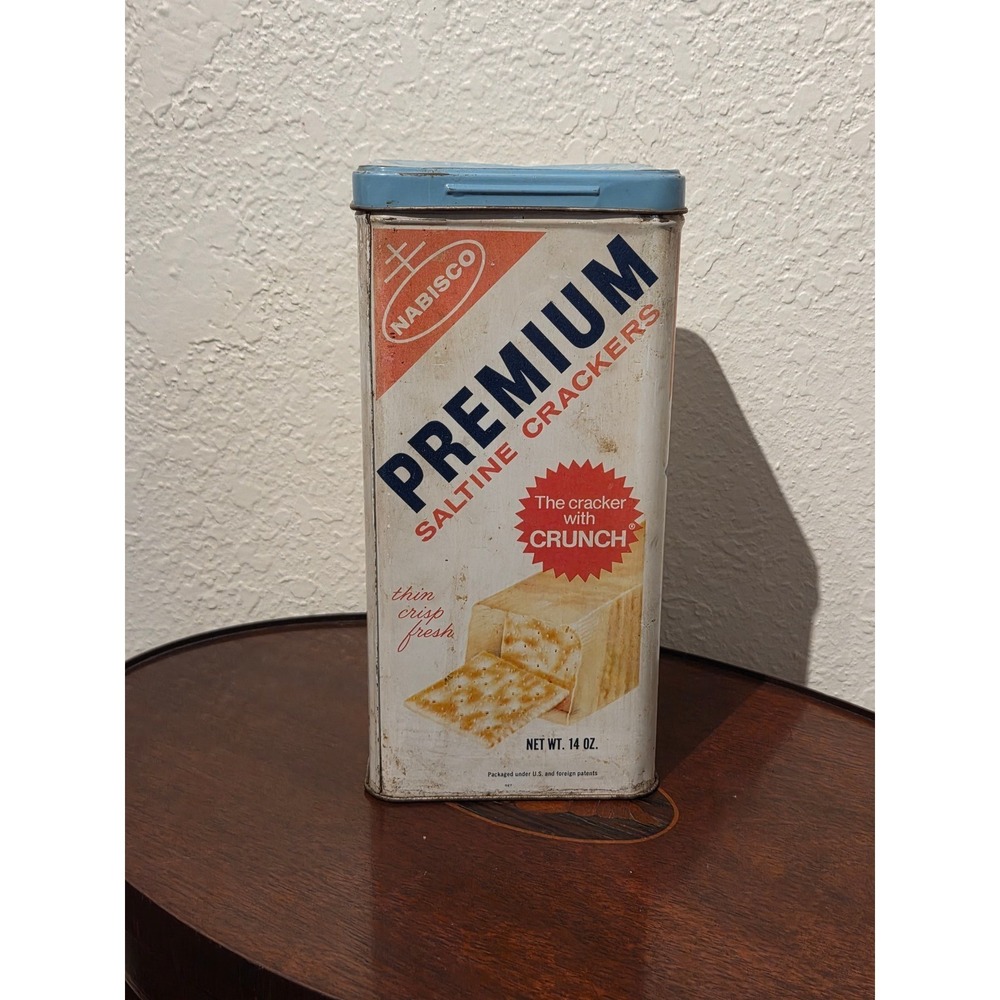 NABISCO
PREMIUM
SALTINE CRACKERS
The cracker
with
CRUNCH®
thin
crisp
fresh
NET WT. 14 OZ.
Packaged under U.S. and foreign patents